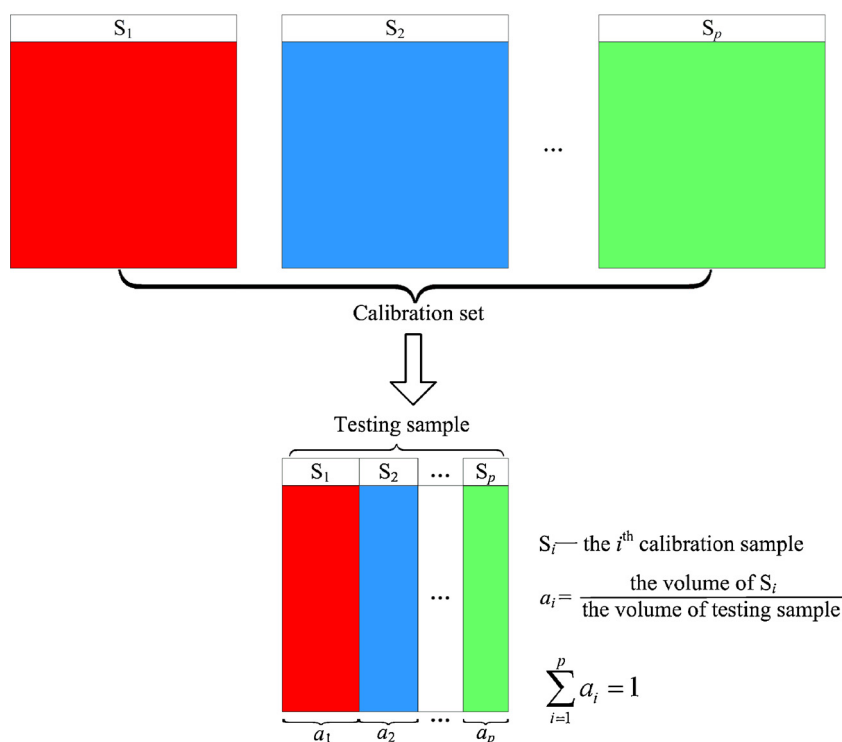 S₁ S₂ ... Sₚ
Calibration set
Testing sample
S₁ S₂ ... Sₚ
...
Sᵢ— the iᵗʰ calibration sample
aᵢ = the volume of Sᵢ / the volume of testing sample
∑ᵢ₌₁ᵖ aᵢ = 1
a₁ a₂ ... aₚ